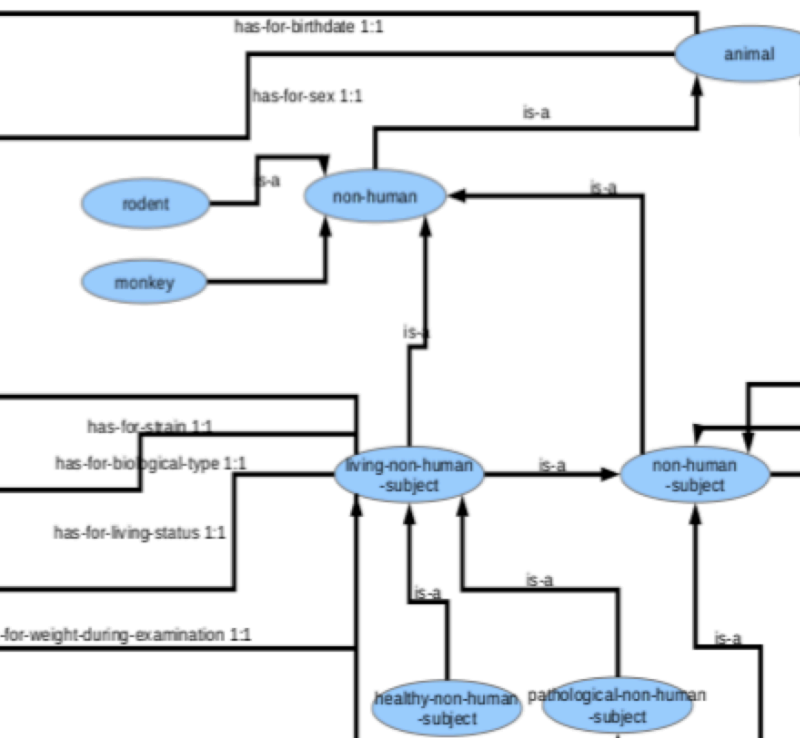 has-for-birthdate 1:1
animal
has-for-sex 1:1
is-a
is-a
is-a
rodent
non-human
monkey
is-a
has-for-strain 1:1
has-for-biological-type 1:1
living-non-human
-subject
is-a
non-human
-subject
has-for-living-status 1:1
is-a
is-a
-for-weight-during-examination 1:1
is-a
healthy-non-human
-subject
pathological-non-human
-subject